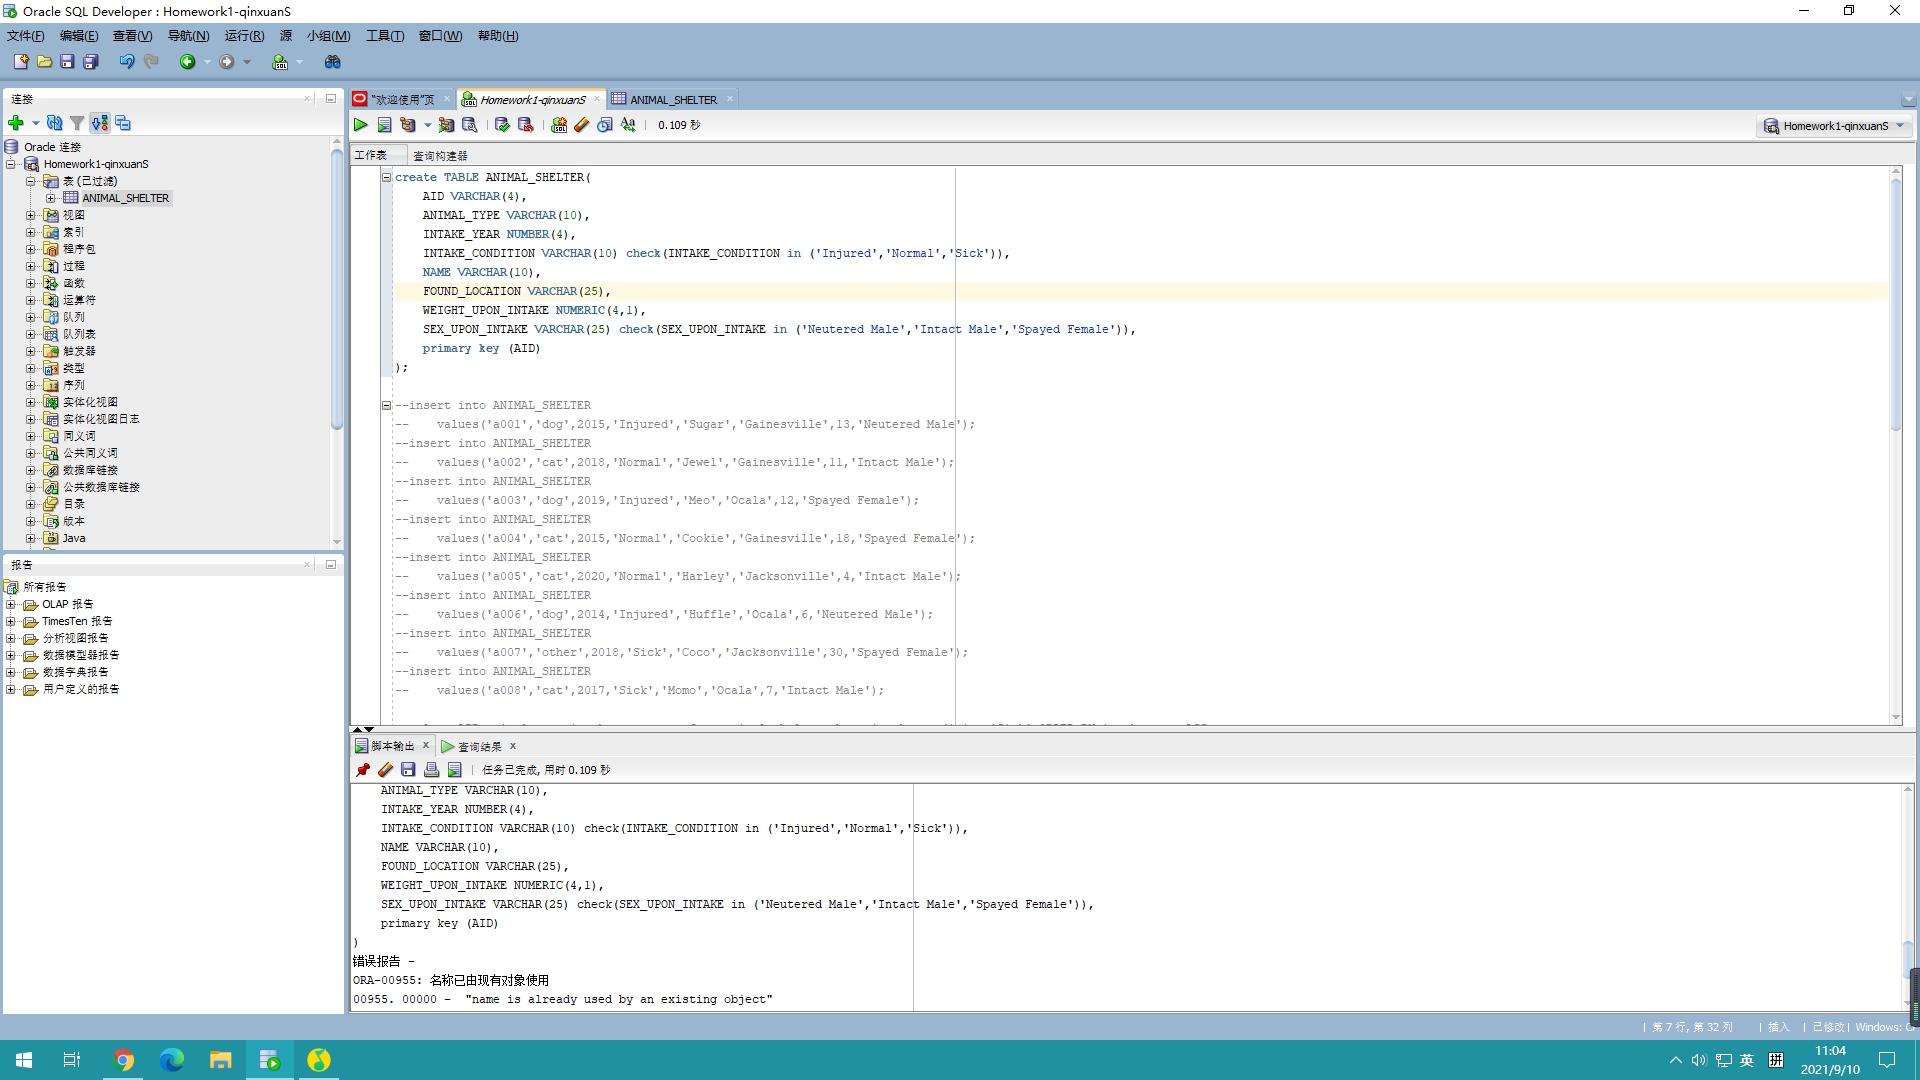 Oracle SQL Developer : Homework1-qinxuanS
文件(F) 编辑(E) 查看(V) 导航(N) 运行(R) 源 小组(M) 工具(T) 窗口(W) 帮助(H)
连接
Oracle 连接
Homework1-qinxuanS
表 (已过滤)
ANIMAL_SHELTER
视图
索引
程序包
过程
函数
运算符
队列
队列表
触发器
类型
序列
实体化视图
实体化视图日志
同义词
公共同义词
数据库链接
公共数据库链接
目录
版本
Java
报告
所有报告
OLAP 报告
TimesTen 报告
分析视图报告
数据模型器报告
数据字典报告
用户定义的报告
"欢迎使用"页 Homework1-qinxuanS ANIMAL_SHELTER
0.109 秒 Homework1-qinxuanS
工作表 查询构建器
create TABLE ANIMAL_SHELTER(
AID VARCHAR(4),
ANIMAL_TYPE VARCHAR(10),
INTAKE_YEAR NUMBER(4),
INTAKE_CONDITION VARCHAR(10) check(INTAKE_CONDITION in ('Injured','Normal','Sick')),
NAME VARCHAR(10),
FOUND_LOCATION VARCHAR(25),
WEIGHT_UPON_INTAKE NUMERIC(4,1),
SEX_UPON_INTAKE VARCHAR(25) check(SEX_UPON_INTAKE in ('Neutered Male','Intact Male','Spayed Female')),
primary key (AID)
);
--insert into ANIMAL_SHELTER
-- values('a001','dog',2015,'Injured','Sugar','Gainesville',13,'Neutered Male');
--insert into ANIMAL_SHELTER
-- values('a002','cat',2018,'Normal','Jewel','Gainesville',11,'Intact Male');
--insert into ANIMAL_SHELTER
-- values('a003','dog',2019,'Injured','Meo','Ocala',12,'Spayed Female');
--insert into ANIMAL_SHELTER
-- values('a004','cat',2015,'Normal','Cookie','Gainesville',18,'Spayed Female');
--insert into ANIMAL_SHELTER
-- values('a005','cat',2020,'Normal','Harley','Jacksonville',4,'Intact Male');
--insert into ANIMAL_SHELTER
-- values('a006','dog',2014,'Injured','Huffle','Ocala',6,'Neutered Male');
--insert into ANIMAL_SHELTER
-- values('a007','other',2018,'Sick','Coco','Jacksonville',30,'Spayed Female');
--insert into ANIMAL_SHELTER
-- values('a008','cat',2017,'Sick','Momo','Ocala',7,'Intact Male');
脚本输出 查询结果
任务已完成, 用时 0.109 秒
ANIMAL_TYPE VARCHAR(10),
INTAKE_YEAR NUMBER(4),
INTAKE_CONDITION VARCHAR(10) check(INTAKE_CONDITION in ('Injured','Normal','Sick')),
NAME VARCHAR(10),
FOUND_LOCATION VARCHAR(25),
WEIGHT_UPON_INTAKE NUMERIC(4,1),
SEX_UPON_INTAKE VARCHAR(25) check(SEX_UPON_INTAKE in ('Neutered Male','Intact Male','Spayed Female')),
primary key (AID)
)
错误报告 -
ORA-00955: 名称已由现有对象使用
00955. 00000 - "name is already used by an existing object"
第 7 行, 第 32 列 插入 已修改 Windows:
英 拼 11:04
2021/9/10